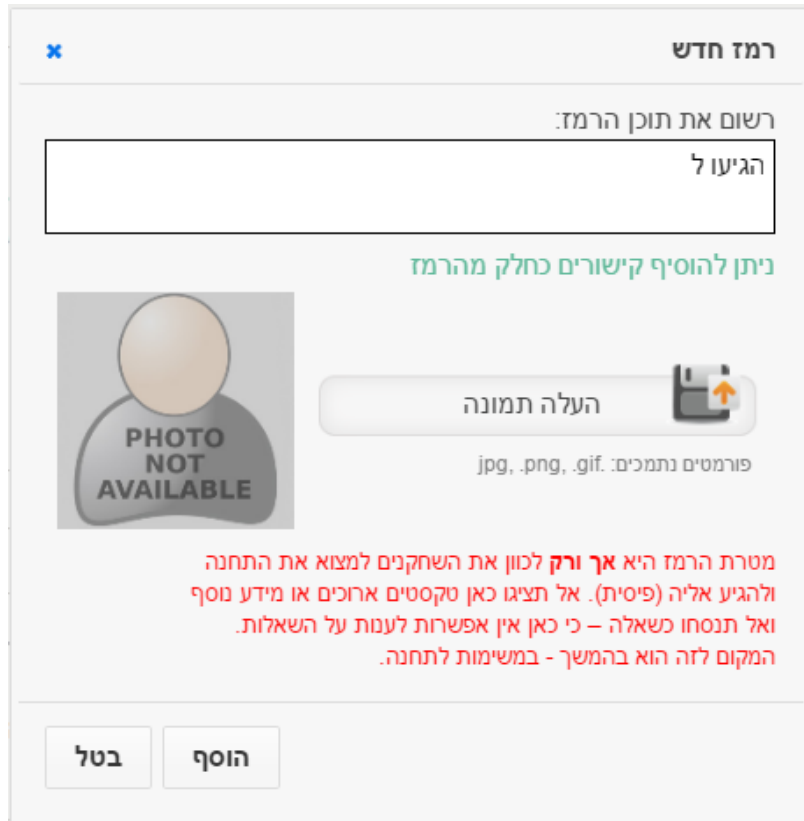 רמז חדש
רשום את תוכן הרמז:
הגיעו ל
ניתן להוסיף קישורים כחלק מהרמז
PHOTO
NOT
AVAILABLE
העלה תמונה
פורמטים נתמכים: .jpg, .png, .gif
מטרת הרמז היא אך ורק לכוון את השחקנים למצוא את התחנה
ולהגיע אליה (פיסית). אל תציגו כאן טקסטים ארוכים או מידע נוסף
ואל תנסחו כשאלה – כי כאן אין אפשרות לענות על השאלות.
המקום לזה הוא בהמשך - במשימות לתחנה.
הוסף
בטל